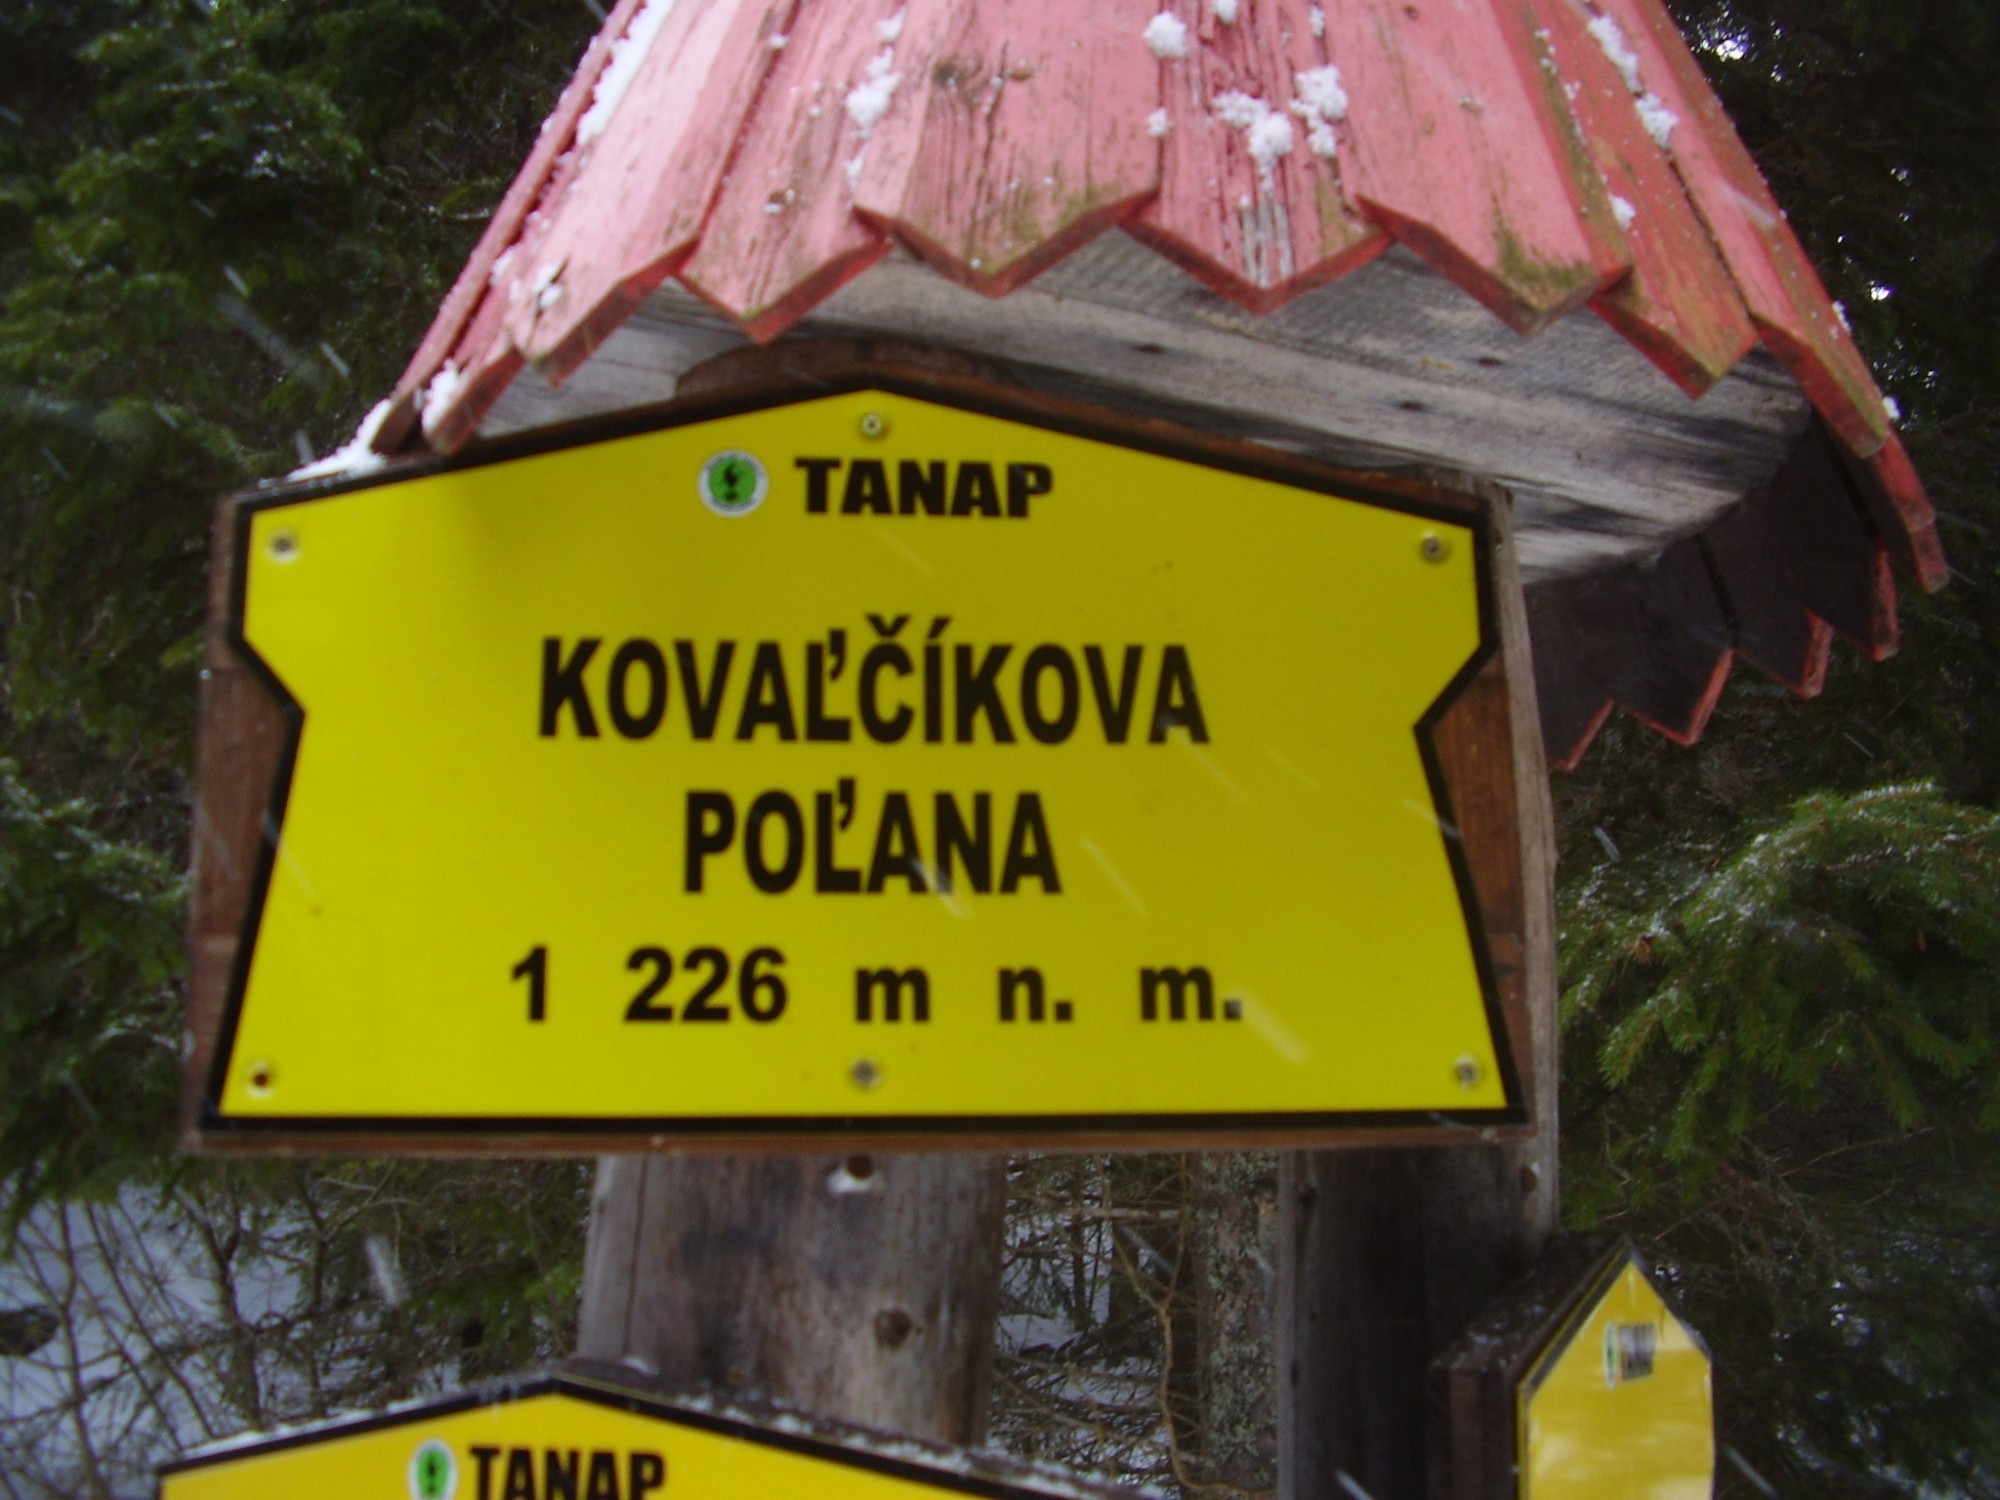 TANAP
KOVAĽČÍKOVA
POĽANA
1 226 m n. m.
TANAP